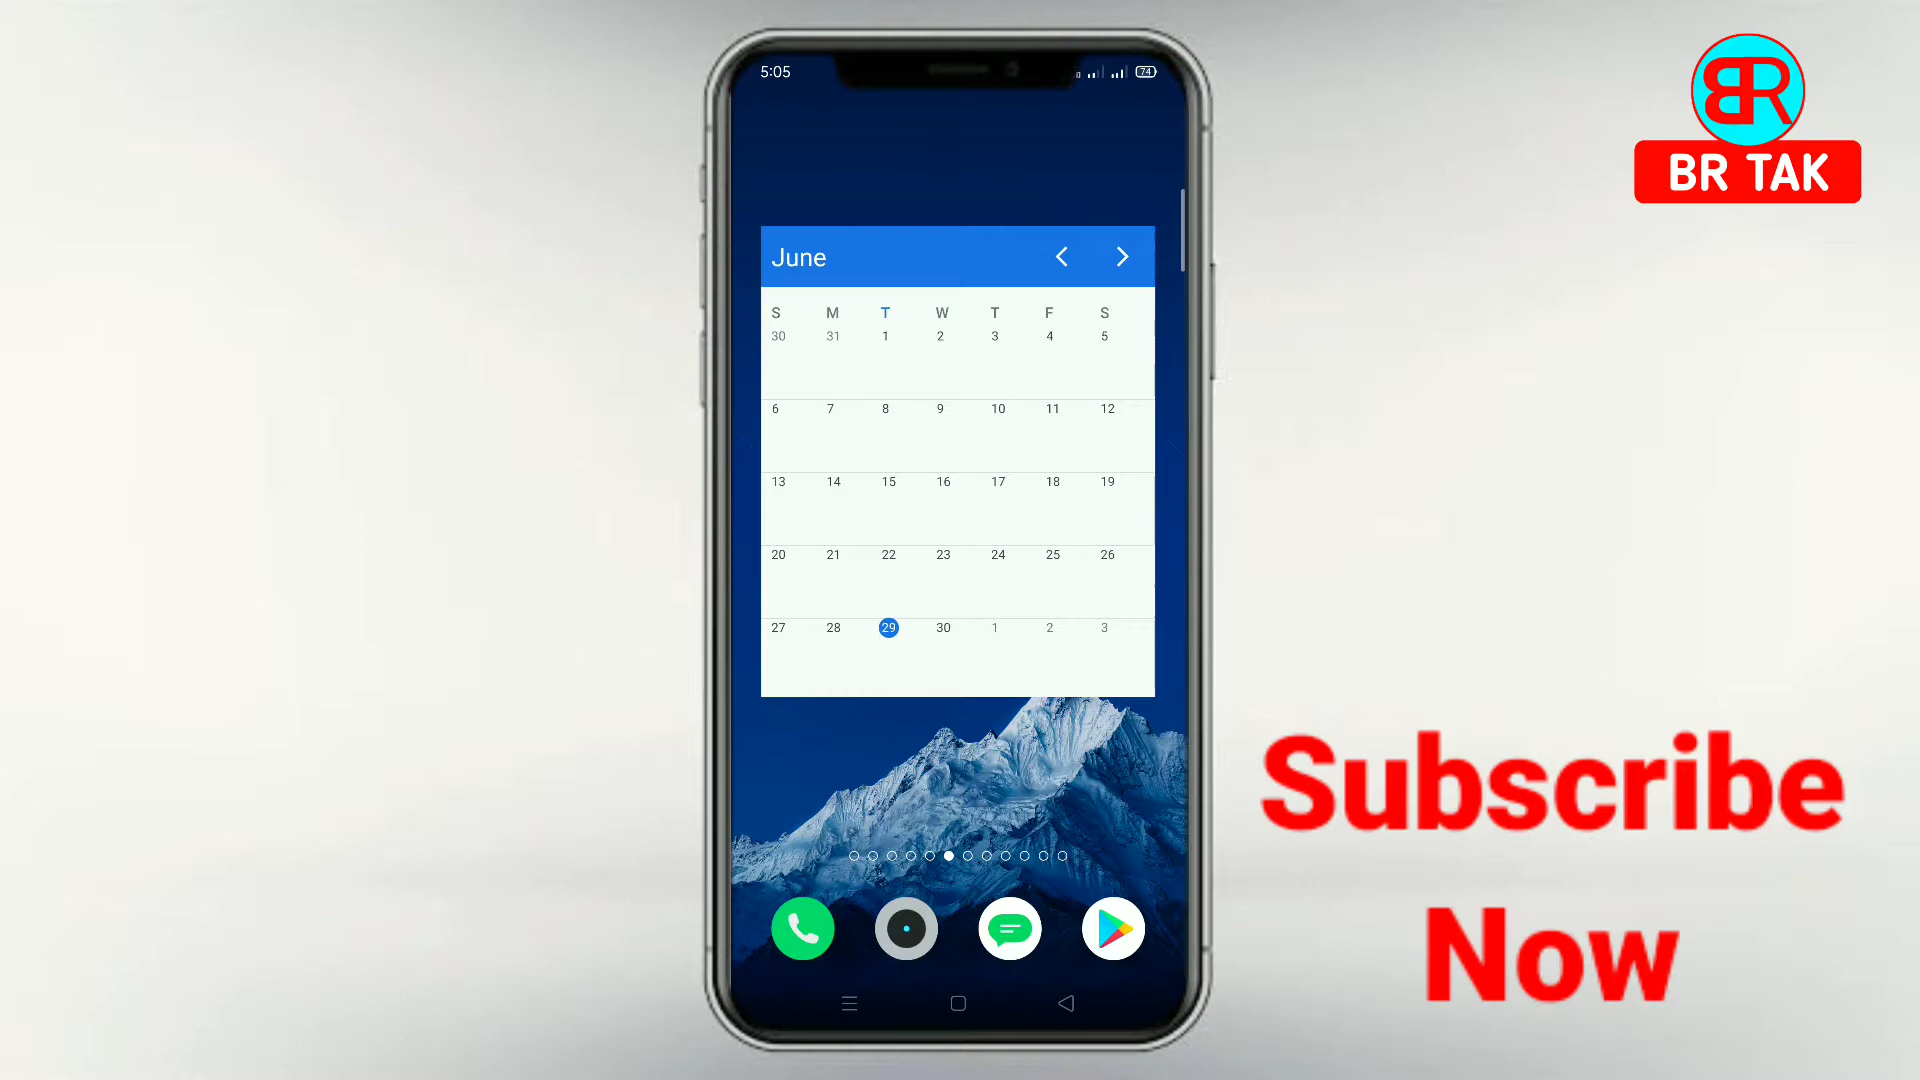 5:05
74
BR
BR TAK
June
S M T W T F S
30 31 1 2 3 4 5
6 7 8 9 10 11 12
13 14 15 16 17 18 19
20 21 22 23 24 25 26
27 28 29 30 1 2 3
Subscribe
Now